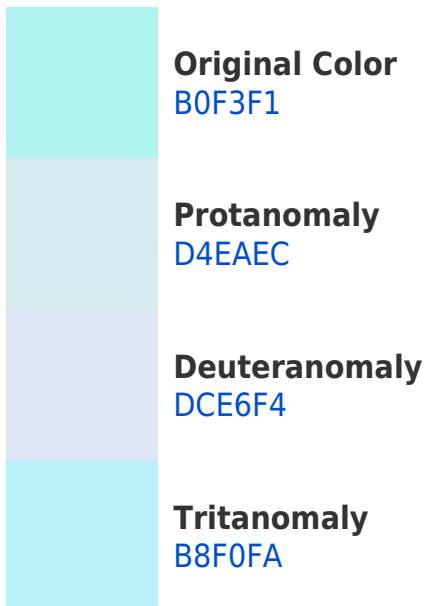 Original Color
B0F3F1
Protanomaly
D4EAEC
Deuteranomaly
DCE6F4
Tritanomaly
B8F0FA